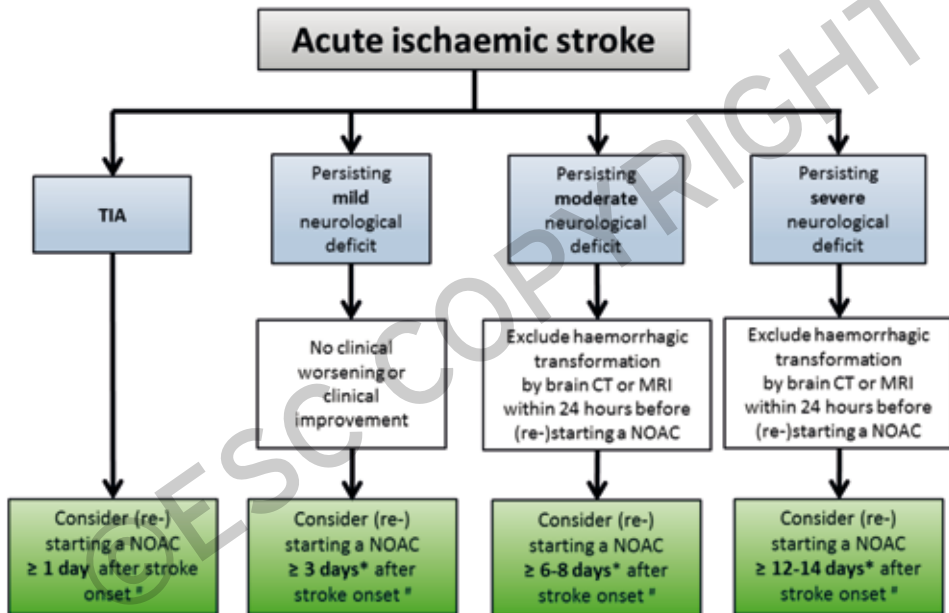 Acute ischaemic stroke
TIA
Persisting
mild
neurological
deficit
Persisting
moderate
neurological
deficit
Persisting
severe
neurological
deficit
No clinical
worsening or
clinical
improvement
Exclude haemorrhagic
transformation
by brain CT or MRI
within 24 hours before
(re-)starting a NOAC
Exclude haemorrhagic
transformation
by brain CT or MRI
within 24 hours before
(re-)starting a NOAC
Consider (re-)
starting a NOAC
≥ 1 day after stroke
onset #
Consider (re-)
starting a NOAC
≥ 3 days* after
stroke onset #
Consider (re-)
starting a NOAC
≥ 6-8 days* after
stroke onset #
Consider (re-)
starting a NOAC
≥ 12-14 days* after
stroke onset #
©ESC COPYRIGHT